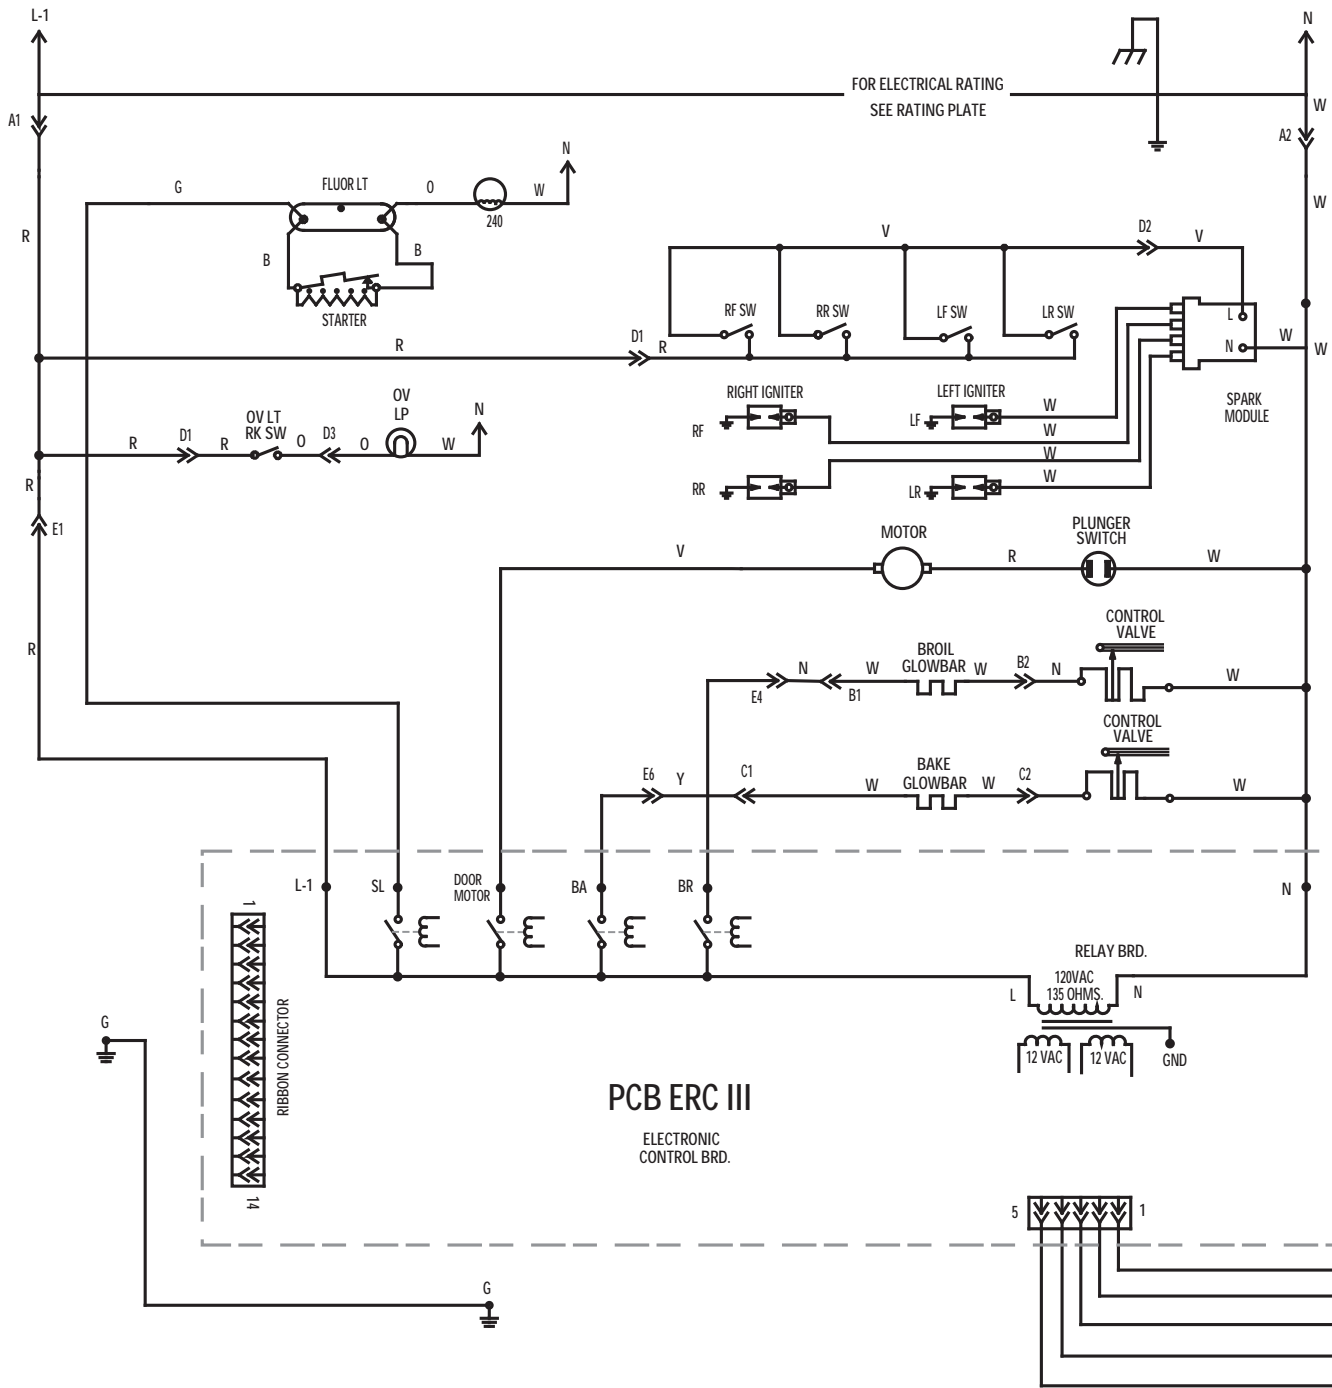 L-1
N
FOR ELECTRICAL RATING
SEE RATING PLATE
W
A1
A2
N
G
FLUOR LT
O
W
240
W
R
B
B
V
D2
V
STARTER
RF SW
RR SW
LF SW
LR SW
L
N
W
W
R
D1
R
SPARK
MODULE
RIGHT IGNITER
LEFT IGNITER
RF
LF
W
W
W
W
RR
LR
OV
LP
N
OV LT
RK SW
R
D1
R
O
D3
O
W
R
E1
V
MOTOR
R
PLUNGER
SWITCH
W
R
CONTROL
VALVE
BROIL
GLOWBAR
N
W
W
B2
N
W
E4
B1
CONTROL
VALVE
BAKE
GLOWBAR
E6
Y
C1
W
W
C2
W
L-1
SL
DOOR
MOTOR
BA
BR
N
1
RIBBON CONNECTOR
14
RELAY BRD.
120VAC
135 OHMS.
L
N
12 VAC
12 VAC
GND
G
PCB ERC III
ELECTRONIC
CONTROL BRD.
5
1
G